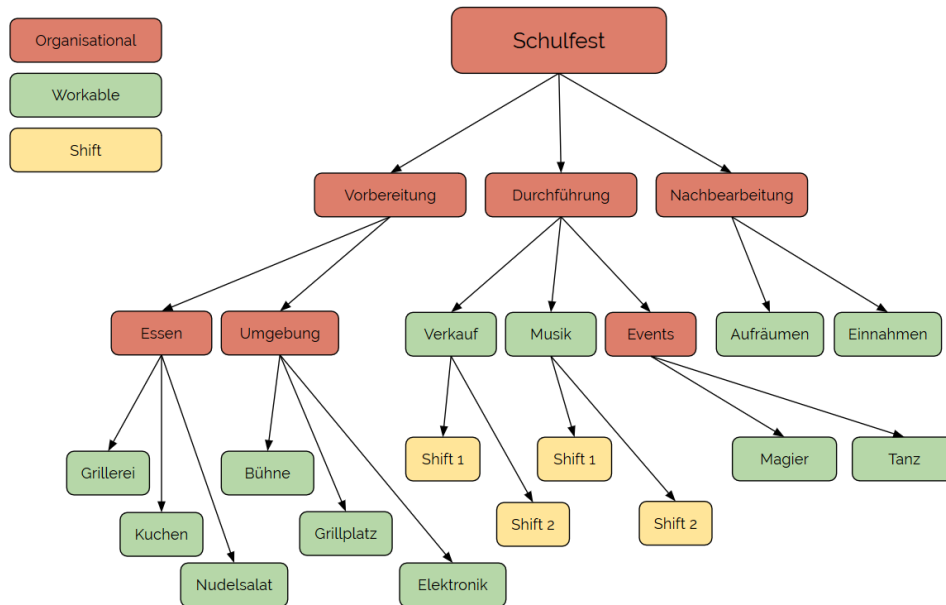 Schulfest
Organisational
Workable
Shift
Vorbereitung
Durchführung
Nachbearbeitung
Essen
Umgebung
Verkauf
Musik
Events
Aufräumen
Einnahmen
Grillerei
Bühne
Shift 1
Shift 1
Magier
Tanz
Kuchen
Grillplatz
Shift 2
Shift 2
Nudelsalat
Elektronik